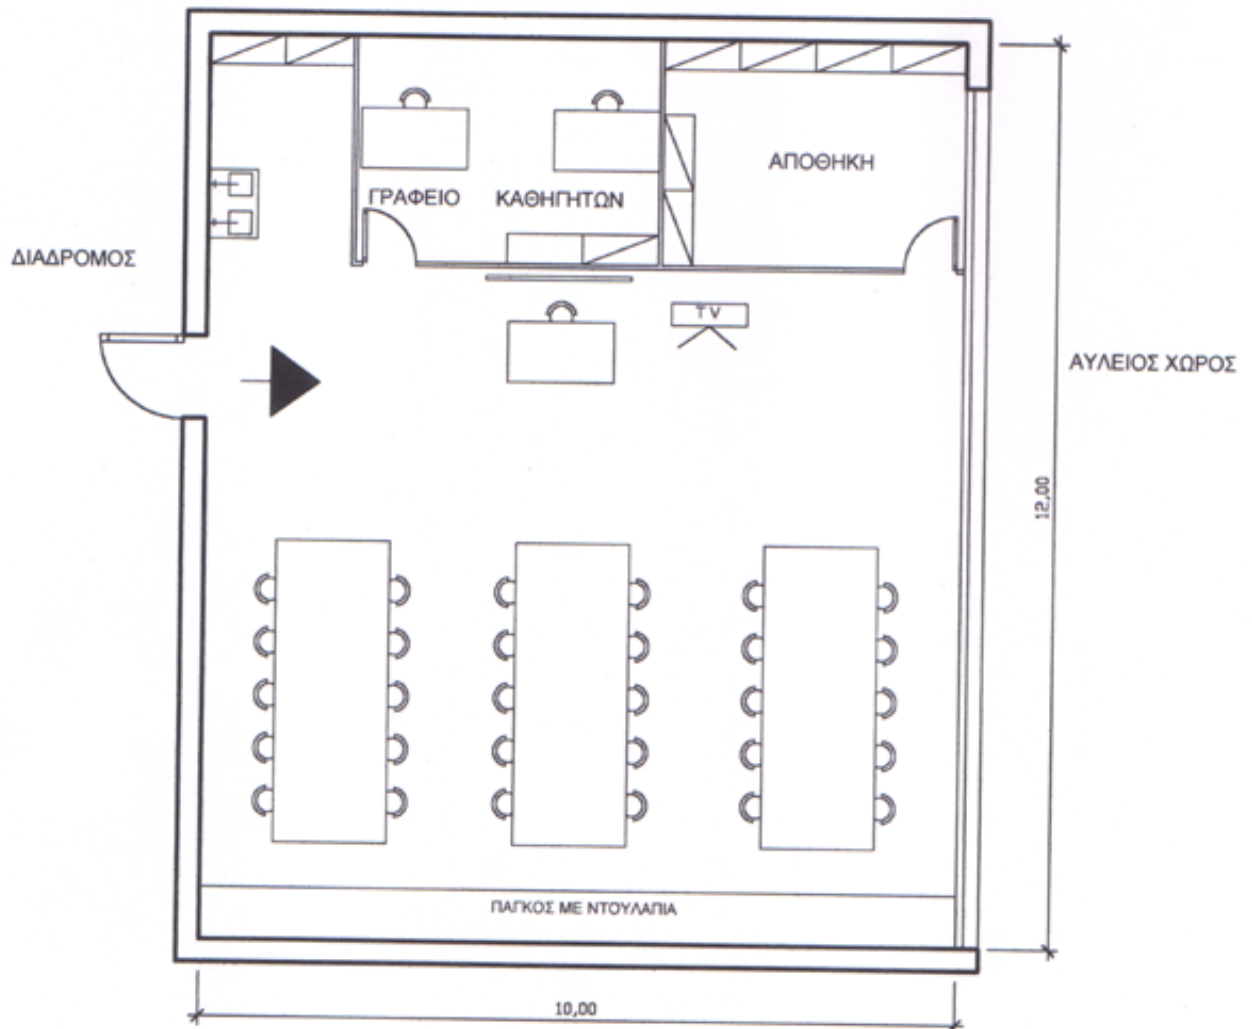 ΑΠΟΘΗΚΗ
ΓΡΑΦΕΙΟ ΚΑΘΗΓΗΤΩΝ
ΔΙΑΔΡΟΜΟΣ
TV
ΑΥΛΕΙΟΣ ΧΩΡΟΣ
12,00
ΠΑΓΚΟΣ ΜΕ ΝΤΟΥΛΑΠΙΑ
10,00